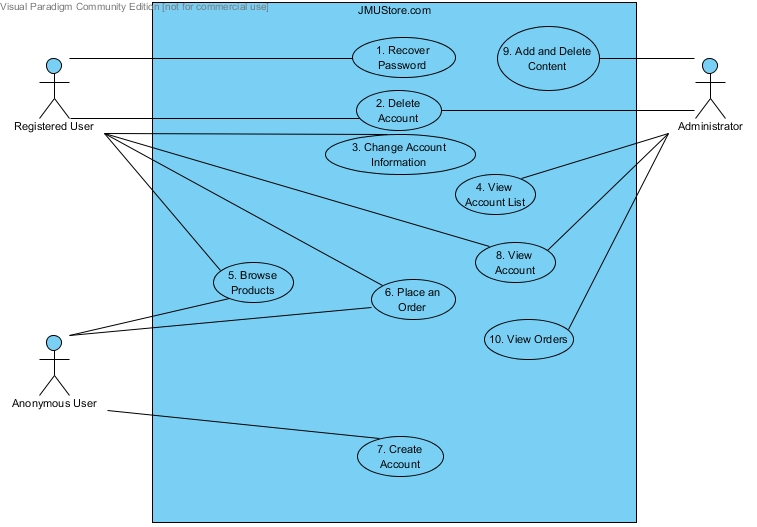 Visual Paradigm Community Edition [not for commercial use]
JMUStore.com
1. Recover
Password
9. Add and Delete
Content
2. Delete
Account
Registered User
Administrator
3. Change Account
Information
4. View
Account List
8. View
Account
5. Browse
Products
6. Place an
Order
10. View Orders
Anonymous User
7. Create
Account